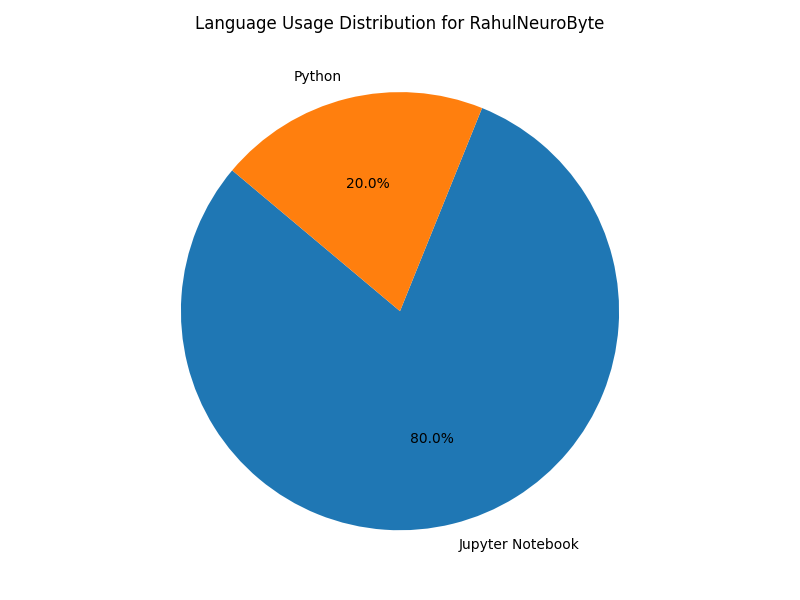 Language Usage Distribution for RahulNeuroByte
Python
20.0%
80.0%
Jupyter Notebook